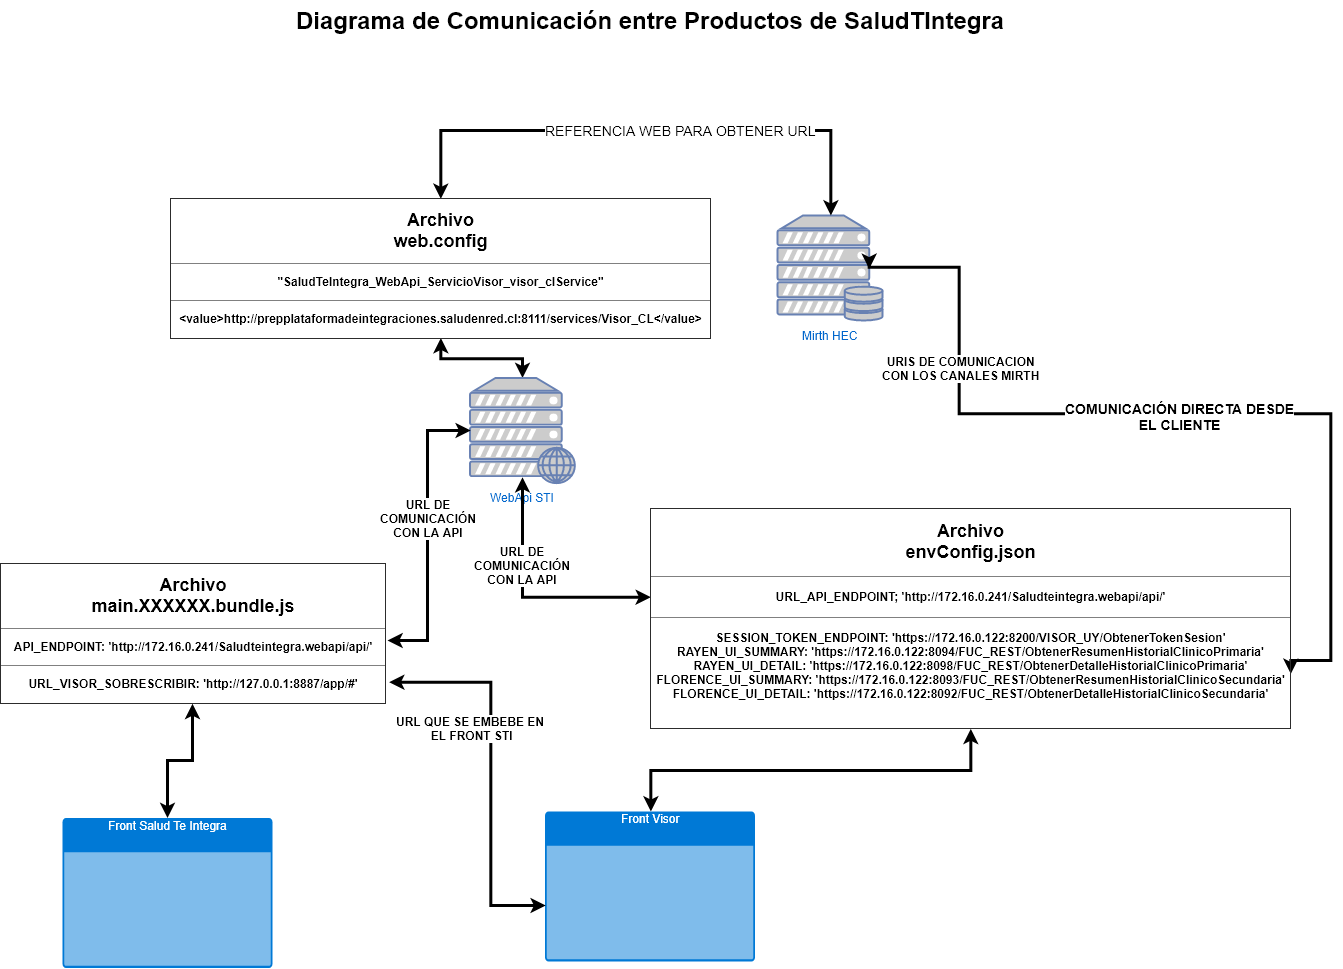 Diagrama de Comunicación entre Productos de SaludTIntegra
REFERENCIA WEB PARA OBTENER URL
Archivo
web.config
"SaludTeIntegra_WebApi_ServicioVisor_visor_clService"
<value>http://prepplataformadeintegraciones.saludenred.cl:8111/services/Visor_CL</value>
Mirth HEC
URIS DE COMUNICACION
CON LOS CANALES MIRTH
COMUNICACIÓN DIRECTA DESDE
EL CLIENTE
WebApi STI
URL DE
COMUNICACIÓN
CON LA API
URL DE
COMUNICACIÓN
CON LA API
Archivo
envConfig.json
URL_API_ENDPOINT; 'http://172.16.0.241/Saludteintegra.webapi/api/'
SESSION_TOKEN_ENDPOINT: 'https://172.16.0.122:8200/VISOR_UY/ObtenerTokenSesion'
RAYEN_UI_SUMMARY: 'https://172.16.0.122:8094/FUC_REST/ObtenerResumenHistorialClinicoPrimaria'
RAYEN_UI_DETAIL: 'https://172.16.0.122:8098/FUC_REST/ObtenerDetalleHistorialClinicoPrimaria'
FLORENCE_UI_SUMMARY: 'https://172.16.0.122:8093/FUC_REST/ObtenerResumenHistorialClinicoSecundaria'
FLORENCE_UI_DETAIL: 'https://172.16.0.122:8092/FUC_REST/ObtenerDetalleHistorialClinicoSecundaria'
Archivo
main.XXXXXX.bundle.js
API_ENDPOINT: 'http://172.16.0.241/Saludteintegra.webapi/api/'
URL_VISOR_SOBRESCRIBIR: 'http://127.0.0.1:8887/app/#'
URL QUE SE EMBEBE EN
EL FRONT STI
Front Salud Te Integra
Front Visor